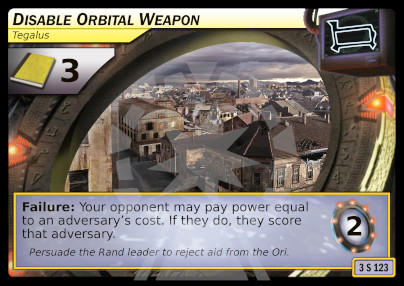 DISABLE ORBITAL WEAPON
Tegalus
3
Failure: Your opponent may pay power equal
to an adversary's cost. If they do, they score
that adversary.
Persuade the Rand leader to reject aid from the Ori.
2
3 S 123